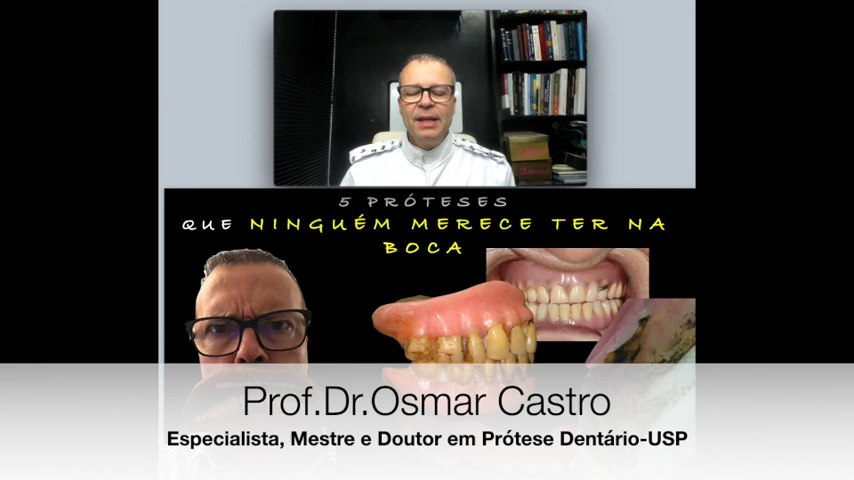 5 PRÓTESES
QUE NINGUÉM MERECE TER NA
BOCA
Prof.Dr.Osmar Castro
Especialista, Mestre e Doutor em Prótese Dentário-USP